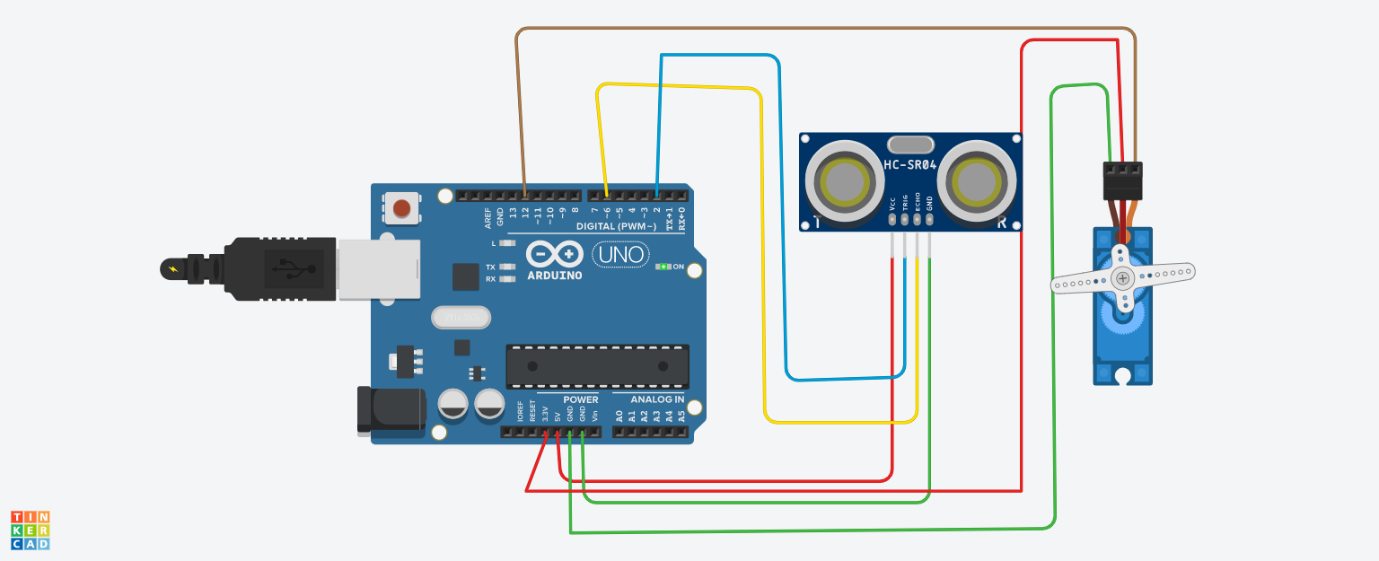 HC-SR04
VCC
TRIG
ECHO
GND
T
R
AREF
GND
13
12
~11
~10
~9
8
7
~6
~5
4
~3
2
TX→1
RX←0
DIGITAL (PWM~)
L
TX
RX
ARDUINO
UNO
ON
POWER
ANALOG IN
IOREF
RESET
3.3V
5V
GND
GND
Vin
A0
A1
A2
A3
A4
A5
TIN
KER
CAD